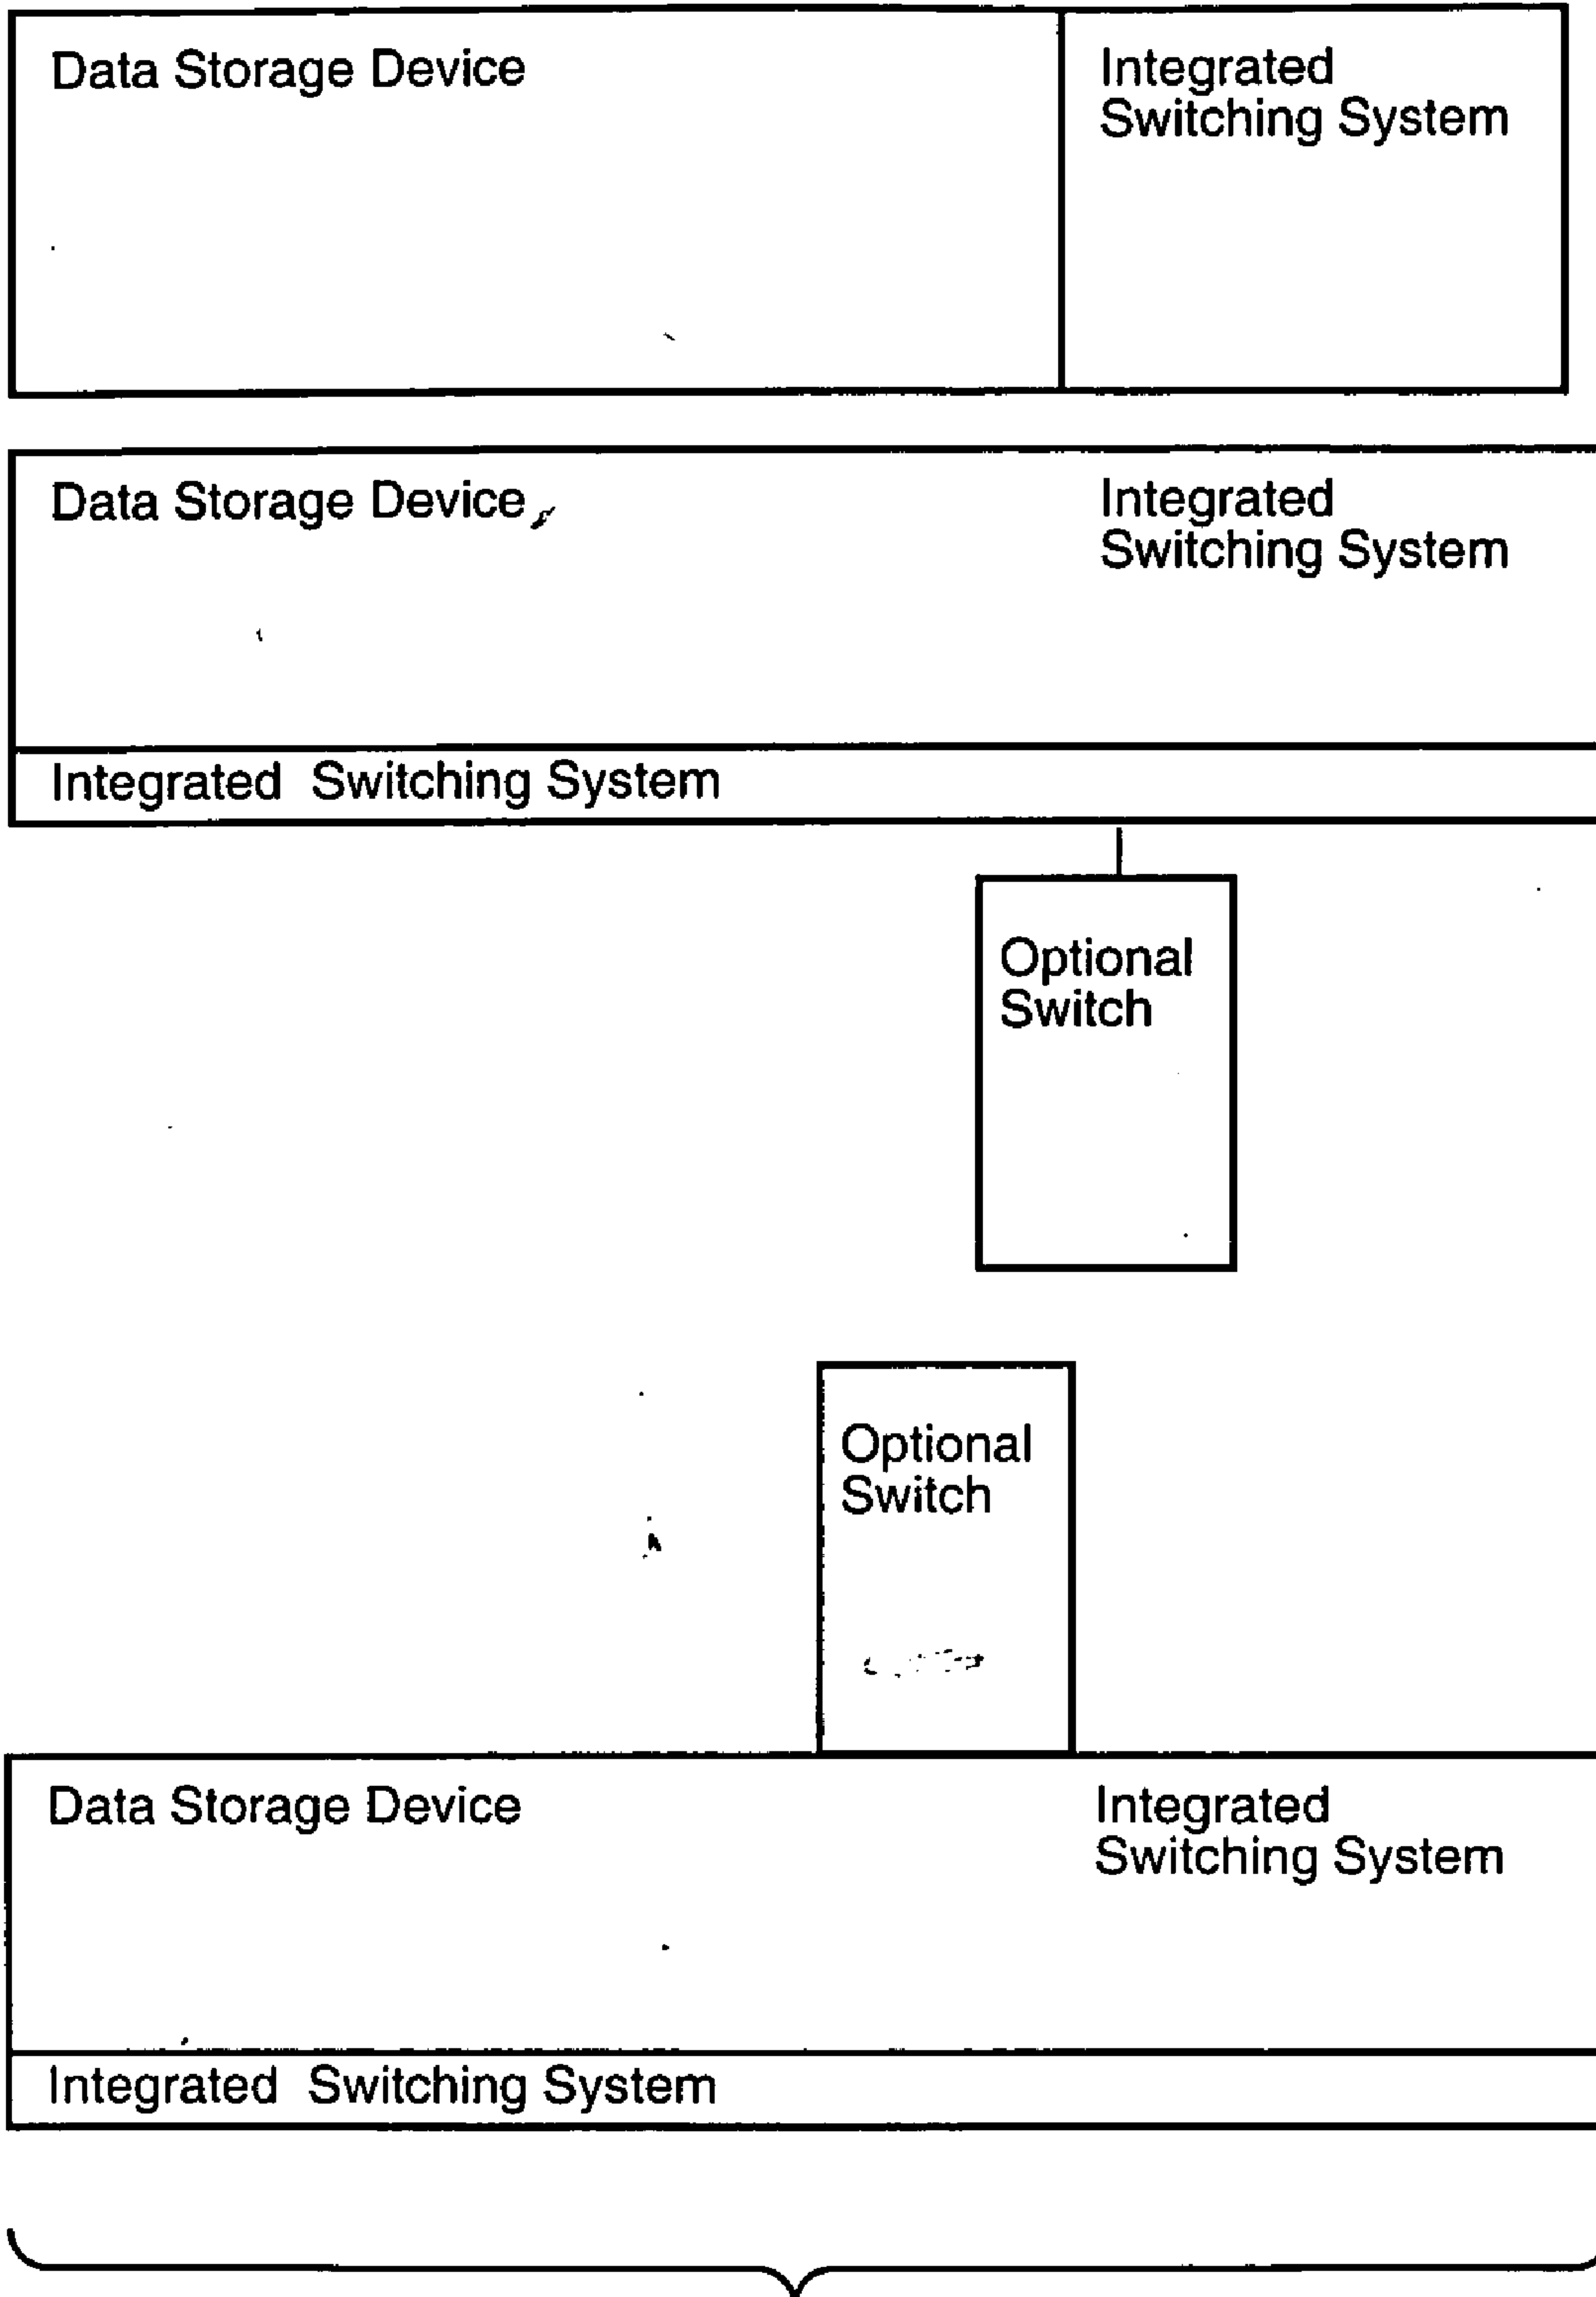 Data Storage Device
Integrated
Switching System
Data Storage Device
Integrated
Switching System
Integrated Switching System
Optional
Switch
Optional
Switch
Data Storage Device
Integrated
Switching System
Integrated Switching System